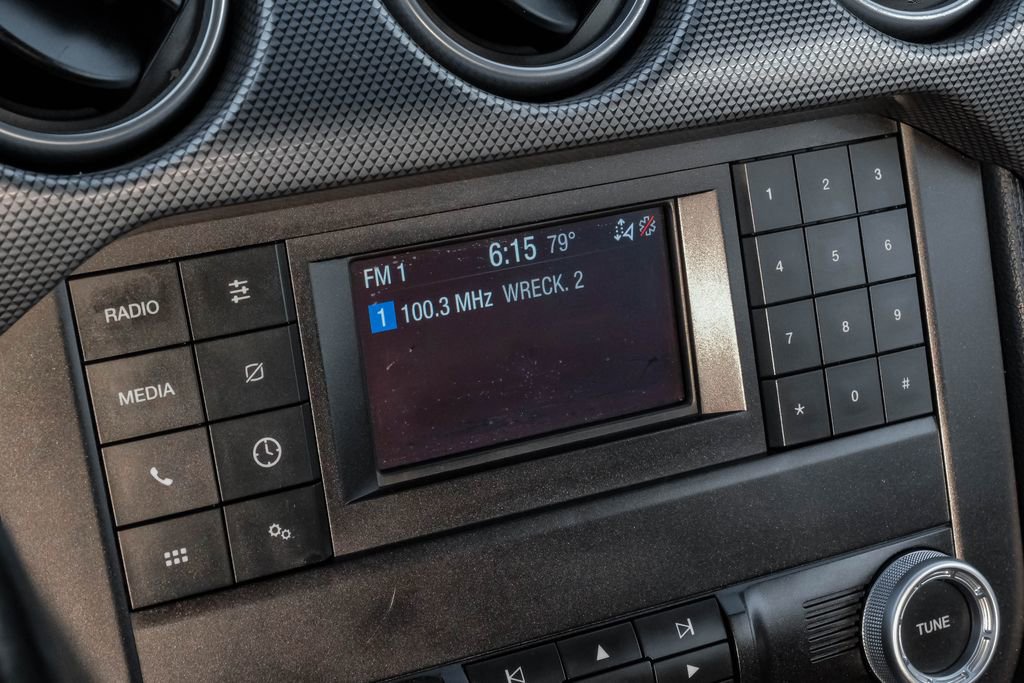 6:15 79°
FM 1
1 100.3 MHz WRECK. 2
RADIO
MEDIA
1 2 3
4 5 6
7 8 9
* 0 #
TUNE